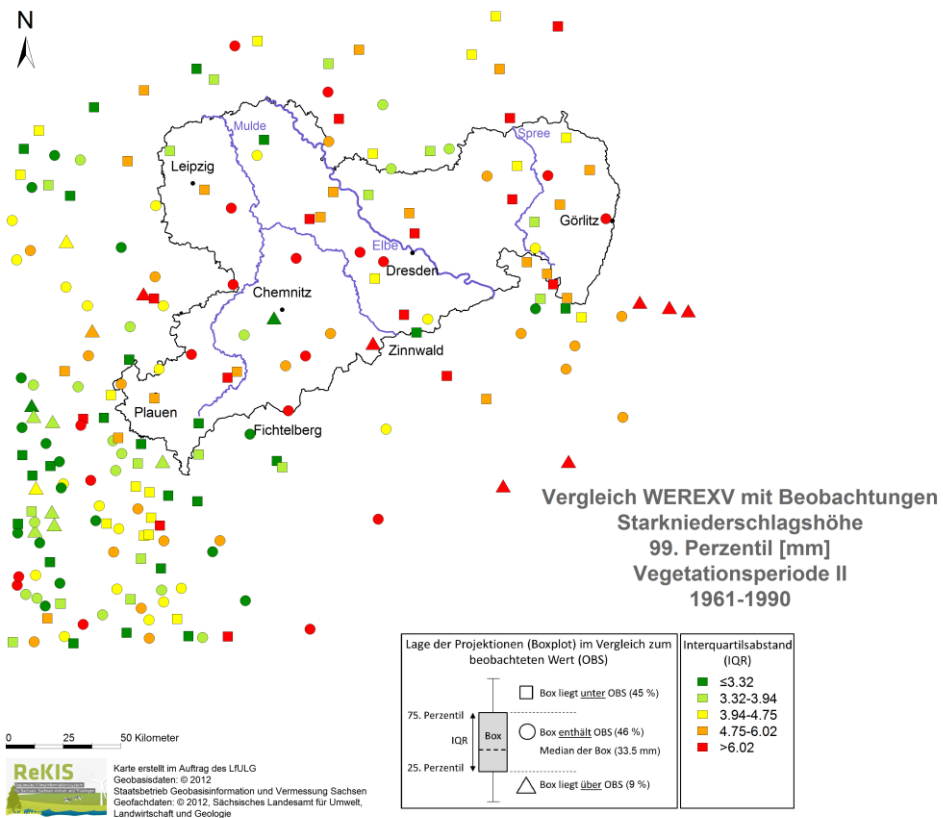 N
Mulde
Spree
Leipzig
Görlitz
Elbe
Dresden
Chemnitz
Zinnwald
Plauen
Fichtelberg
Vergleich WEREXV mit Beobachtungen
Starkniederschlagshöhe
99. Perzentil [mm]
Vegetationsperiode II
1961-1990
Lage der Projektionen (Boxplot) im Vergleich zum
beobachteten Wert (OBS)
75. Perzentil
IQR
25. Perzentil
Box
Box liegt unter OBS (45 %)
Box enthält OBS (46 %)
Median der Box (33.5 mm)
Box liegt über OBS (9 %)
Interquartilsabstand
(IQR)
≤3.32
3.32-3.94
3.94-4.75
4.75-6.02
>6.02
0 25 50 Kilometer
ReKIS
Karte erstellt im Auftrag des LfULG
Geobasisdaten: © 2012
Staatsbetrieb Geobasisinformation und Vermessung Sachsen
Geofachdaten: © 2012, Sächsisches Landesamt für Umwelt,
Landwirtschaft und Geologie